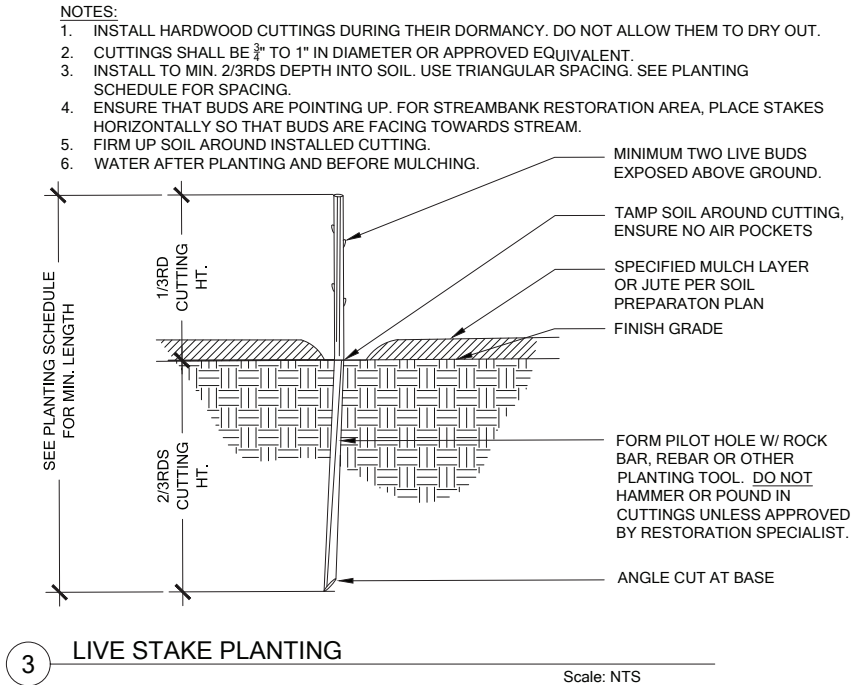 NOTES:
1. INSTALL HARDWOOD CUTTINGS DURING THEIR DORMANCY. DO NOT ALLOW THEM TO DRY OUT.
2. CUTTINGS SHALL BE 3/4" TO 1" IN DIAMETER OR APPROVED EQUIVALENT.
3. INSTALL TO MIN. 2/3RDS DEPTH INTO SOIL. USE TRIANGULAR SPACING. SEE PLANTING
SCHEDULE FOR SPACING.
4. ENSURE THAT BUDS ARE POINTING UP. FOR STREAMBANK RESTORATION AREA, PLACE STAKES
HORIZONTALLY SO THAT BUDS ARE FACING TOWARDS STREAM.
5. FIRM UP SOIL AROUND INSTALLED CUTTING.
6. WATER AFTER PLANTING AND BEFORE MULCHING.
MINIMUM TWO LIVE BUDS
EXPOSED ABOVE GROUND.
TAMP SOIL AROUND CUTTING,
ENSURE NO AIR POCKETS
SPECIFIED MULCH LAYER
OR JUTE PER SOIL
PREPARATON PLAN
FINISH GRADE
SEE PLANTING SCHEDULE
FOR MIN. LENGTH
1/3RD
CUTTING
HT.
2/3RDS
CUTTING
HT.
FORM PILOT HOLE W/ ROCK
BAR, REBAR OR OTHER
PLANTING TOOL. DO NOT
HAMMER OR POUND IN
CUTTINGS UNLESS APPROVED
BY RESTORATION SPECIALIST.
ANGLE CUT AT BASE
3 LIVE STAKE PLANTING
Scale: NTS